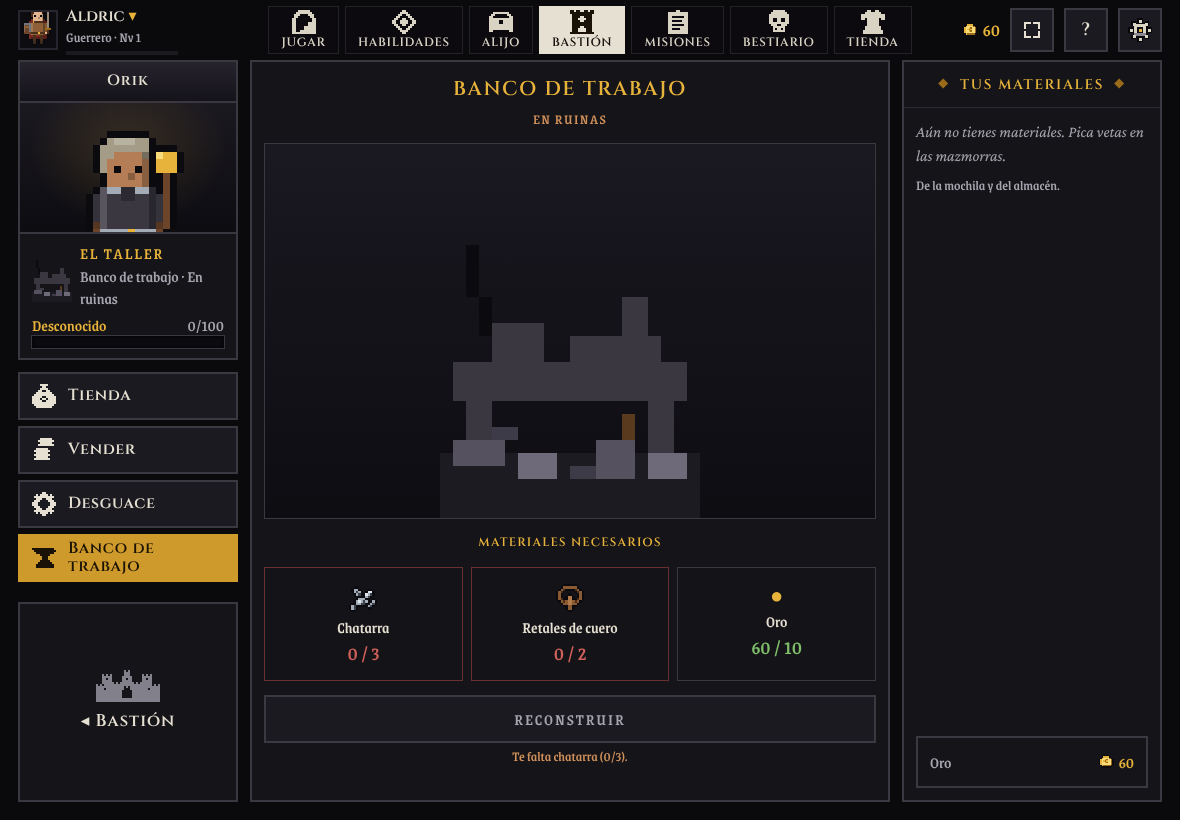 ALDRIC ▾
Guerrero · Nv 1
JUGAR
HABILIDADES
ALIJO
BASTIÓN
MISIONES
BESTIARIO
TIENDA
60
?
ORIK
EL TALLER
Banco de trabajo · En
ruinas
Desconocido 0/100
TIENDA
VENDER
DESGUACE
BANCO DE
TRABAJO
◂ BASTIÓN
BANCO DE TRABAJO
EN RUINAS
MATERIALES NECESARIOS
Chatarra
0 / 3
Retales de cuero
0 / 2
Oro
60 / 10
RECONSTRUIR
Te falta chatarra (0/3).
◆ TUS MATERIALES ◆
Aún no tienes materiales. Pica vetas en
las mazmorras.
De la mochila y del almacén.
Oro 60